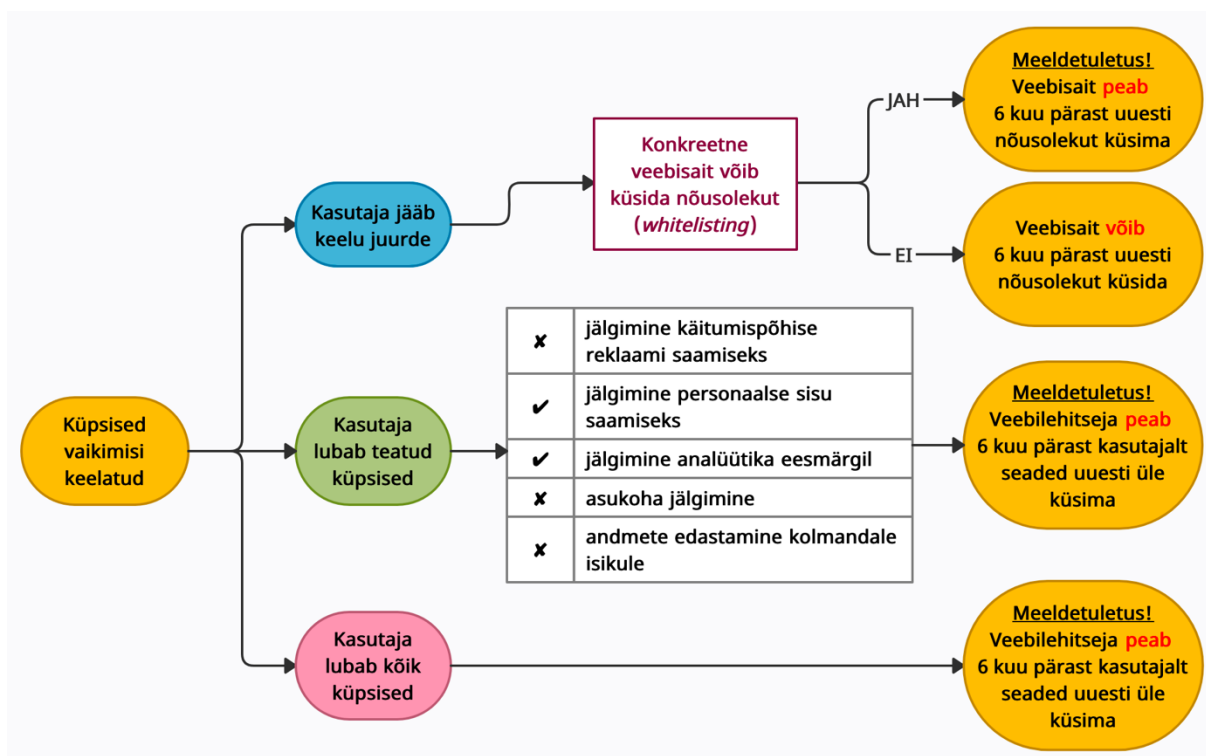 Küpsised
vaikimisi
keelatud
Kasutaja jääb
keelu juurde
Konkreetne
veebisait võib
küsida nõusolekut
(whitelisting)
JAH
Meeldetuletus!
Veebisait peab
6 kuu pärast uuesti
nõusolekut küsima
EI
Veebisait võib
6 kuu pärast uuesti
nõusolekut küsida
Kasutaja
lubab teatud
küpsised
✘ jälgimine käitumispõhise
reklaami saamiseks
✔ jälgimine personaalse sisu
saamiseks
✔ jälgimine analüütika eesmärgil
✘ asukoha jälgimine
✘ andmete edastamine kolmandale
isikule
Meeldetuletus!
Veebilehitseja peab
6 kuu pärast kasutajalt
seaded uuesti üle
küsima
Kasutaja
lubab kõik
küpsised
Meeldetuletus!
Veebilehitseja peab
6 kuu pärast kasutajalt
seaded uuesti üle
küsima